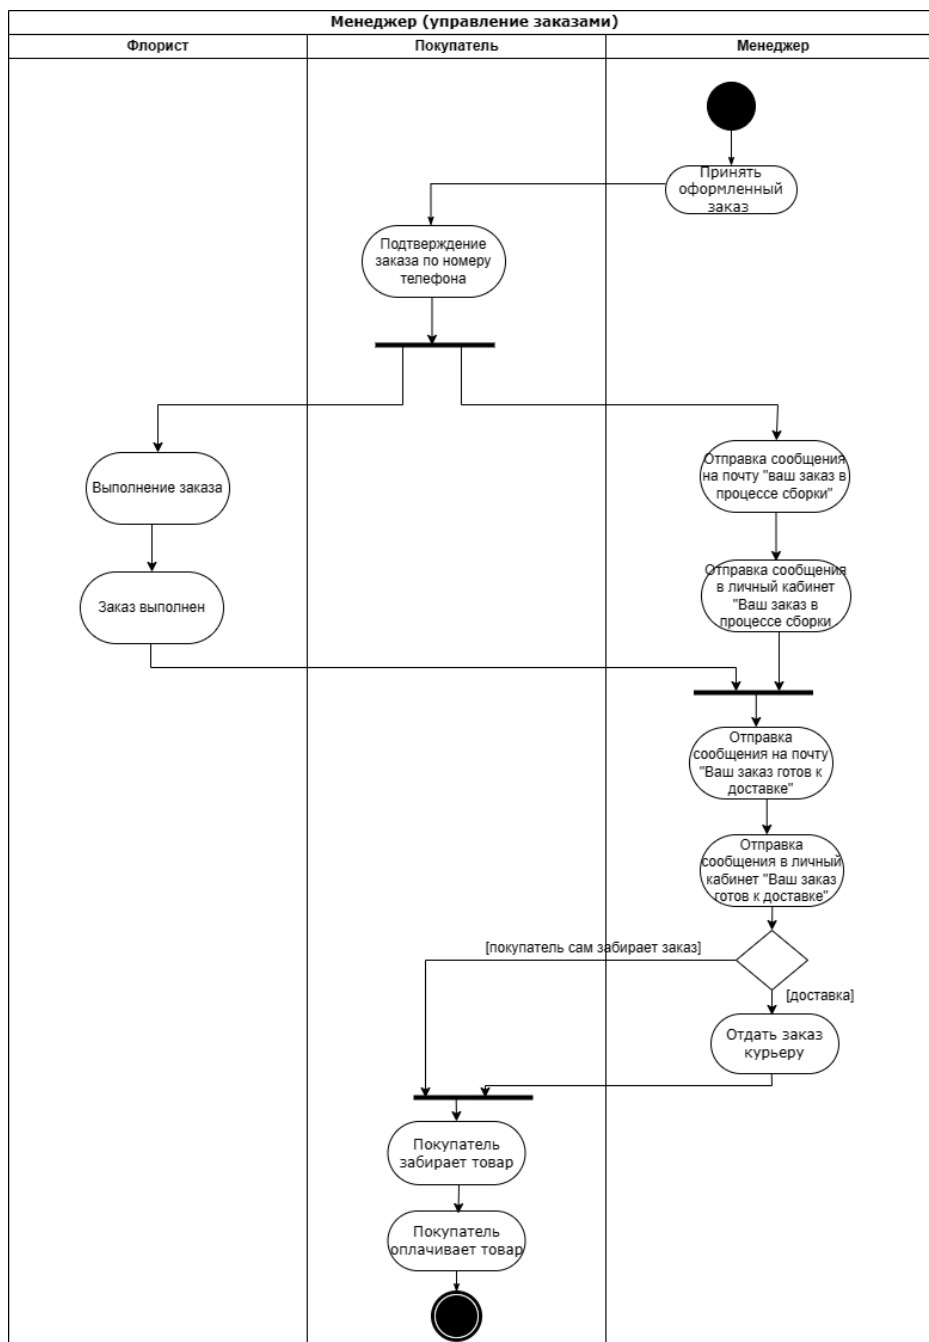 Менеджер (управление заказами)
Флорист
Покупатель
Менеджер
Принять
оформленный
заказ
Подтверждение
заказа по номеру
телефона
Выполнение заказа
Отправка сообщения
на почту "ваш заказ в
процессе сборки"
Отправка сообщения
в личный кабинет
"Ваш заказ в
процессе сборки
Заказ выполнен
Отправка
сообщения на почту
"Ваш заказ готов к
доставке"
Отправка
сообщения в личный
кабинет "Ваш заказ
готов к доставке"
[покупатель сам забирает заказ]
[доставка]
Отдать заказ
курьеру
Покупатель
забирает товар
Покупатель
оплачивает товар